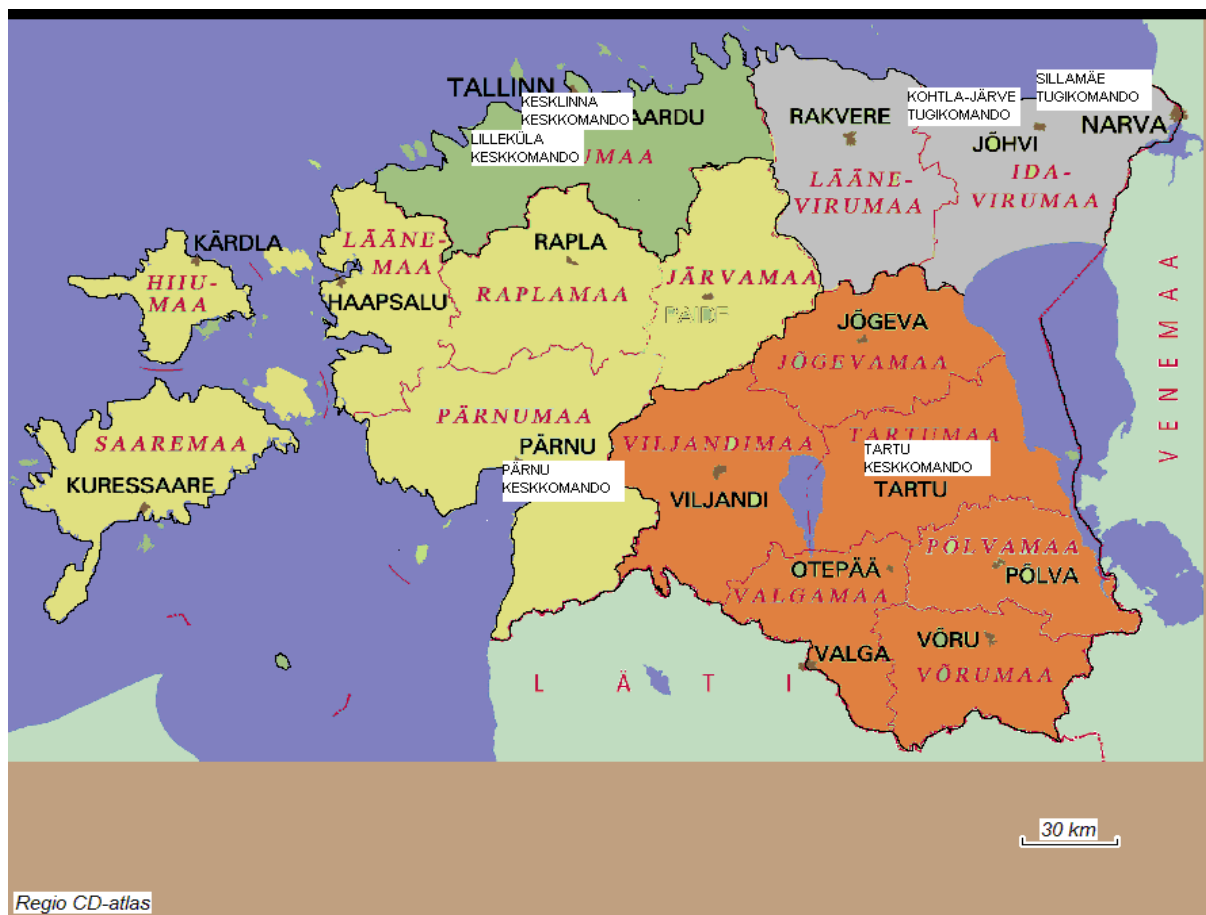 SILLAMÄE
TUGIKOMANDO
TALLINN
KESKLINNA
KESKKOMANDO
AARDU
RAKVERE
KOHTLA-JÄRVE
TUGIKOMANDO
NARVA
JÕHVI
LILLEKÜLA
KESKKOMANDO
UMAA
LÄÄNE-
VIRUMAA
IDA-
VIRUMAA
KÄRDLA
HIIU-
MAA
LÄÄNE-
MAA
HAAPSALU
RAPLA
RAPLAMAA
JÄRVAMAA
PAIDE
JÕGEVA
JÕGEVAMAA
VENEMAA
SAAREMAA
KURESSAARE
PÄRNUMAA
PÄRNU
PÄRNU
KESKKOMANDO
VILJANDIMAA
VILJANDI
TARTUMAA
TARTU
KESKKOMANDO
TARTU
PÕLVAMAA
PÕLVA
OTEPÄÄ
VALGAMAA
VALGA
VÕRU
VÕRUMAA
L Ä T I
30 km
Regio CD-atlas